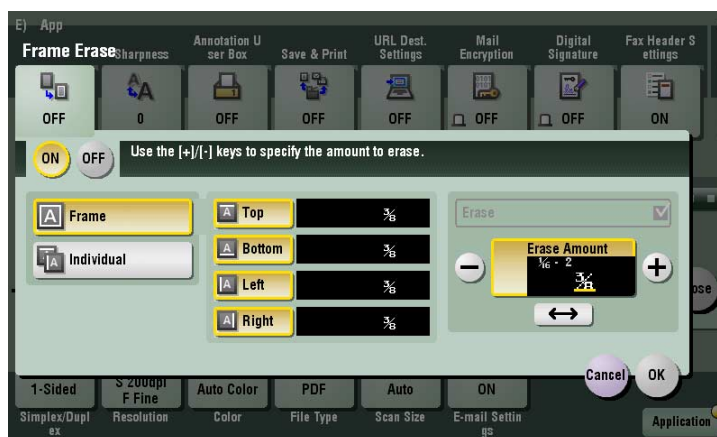 E) App
Frame Erase
Sharpness
Annotation U
ser Box
Save & Print
URL Dest.
Settings
Mail
Encryption
Digital
Signature
Fax Header S
ettings
OFF
0
OFF
OFF
OFF
OFF
OFF
ON
ON
OFF
Use the [+]/[-] keys to specify the amount to erase.
A Frame
A Individual
A Top
3/8
A Bottom
3/8
A Left
3/8
A Right
3/8
Erase
Erase Amount
1/16 - 2
3/8
-
+
↔
ose
Cancel
OK
1-Sided
S 200dpi
F Fine
Auto Color
PDF
Auto
ON
Simplex/Dupl
ex
Resolution
Color
File Type
Scan Size
E-mail Settin
gs
Application